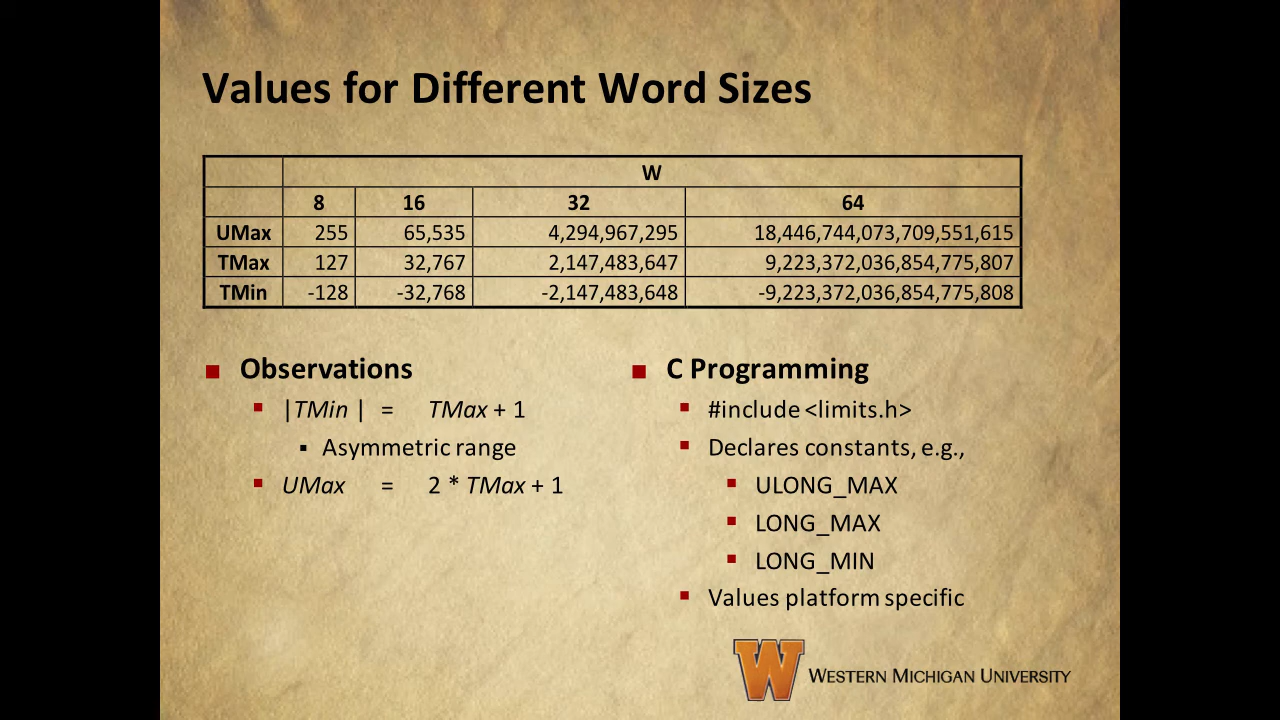 Values for Different Word Sizes
W
8 16 32 64
UMax 255 65,535 4,294,967,295 18,446,744,073,709,551,615
TMax 127 32,767 2,147,483,647 9,223,372,036,854,775,807
TMin -128 -32,768 -2,147,483,648 -9,223,372,036,854,775,808
Observations
|TMin | = TMax + 1
Asymmetric range
UMax = 2 * TMax + 1
C Programming
#include <limits.h>
Declares constants, e.g.,
ULONG_MAX
LONG_MAX
LONG_MIN
Values platform specific
W WESTERN MICHIGAN UNIVERSITY